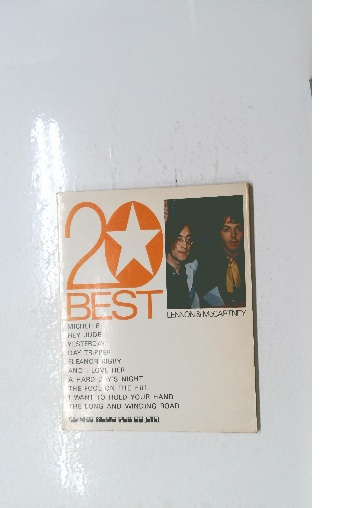 20
BEST
LENNON & McCARTNEY
MICHELLE
HEY JUDE
YESTERDAY
DAY TRIPPER
ELEANOR RIGBY
AND I LOVE HER
A HARD DAY'S NIGHT
THE FOOL ON THE HILL
I WANT TO HOLD YOUR HAND
THE LONG AND WINDING ROAD